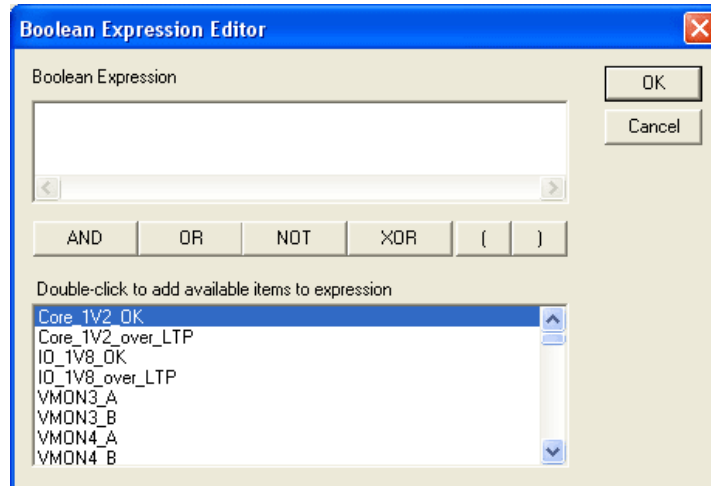 Boolean Expression Editor
Boolean Expression
OK
Cancel
AND OR NOT XOR ( )
Double-click to add available items to expression
Core_1V2_OK
Core_1V2_over_LTP
IO_1V8_OK
IO_1V8_over_LTP
VMON3_A
VMON3_B
VMON4_A
VMON4_B